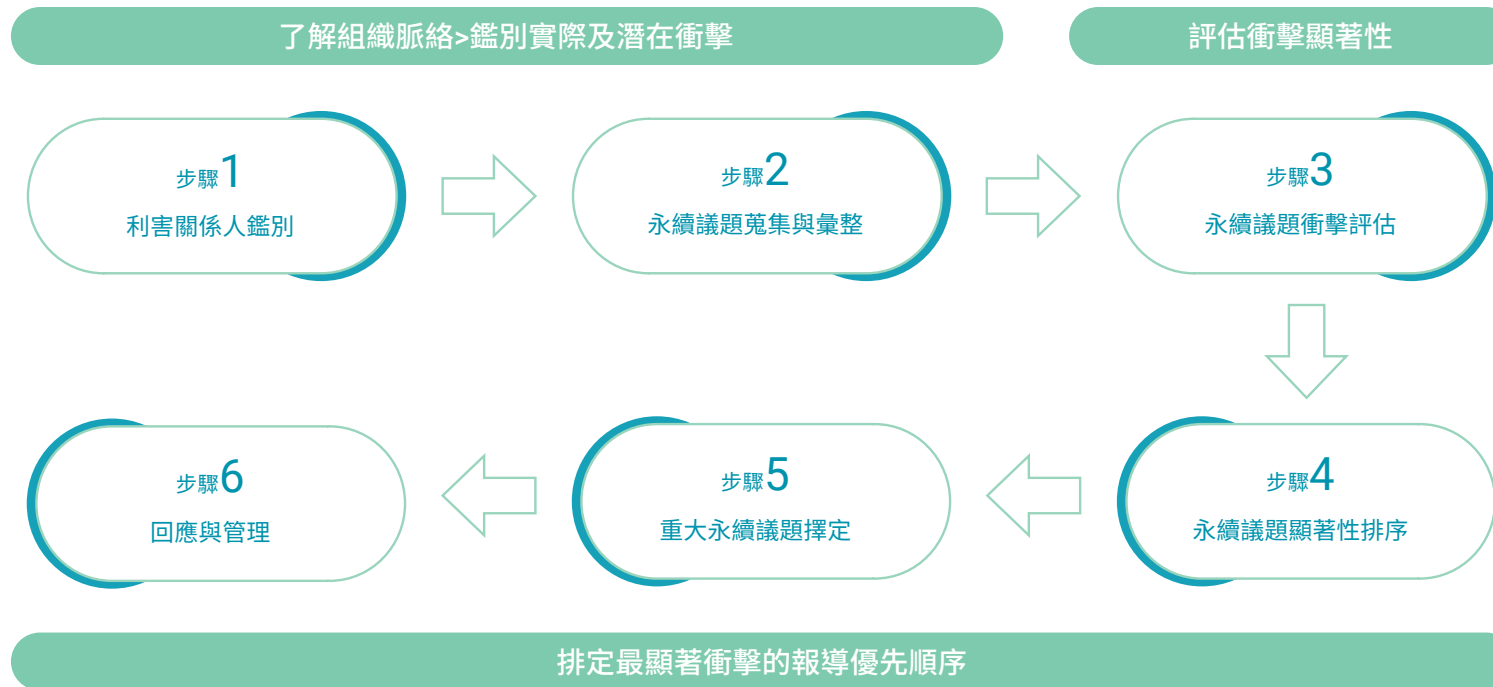 了解組織脈絡>鑑別實際及潛在衝擊
評估衝擊顯著性
步驟1
利害關係人鑑別
步驟2
永續議題蒐集與彙整
步驟3
永續議題衝擊評估
步驟4
永續議題顯著性排序
步驟5
重大永續議題擇定
步驟6
回應與管理
排定最顯著衝擊的報導優先順序